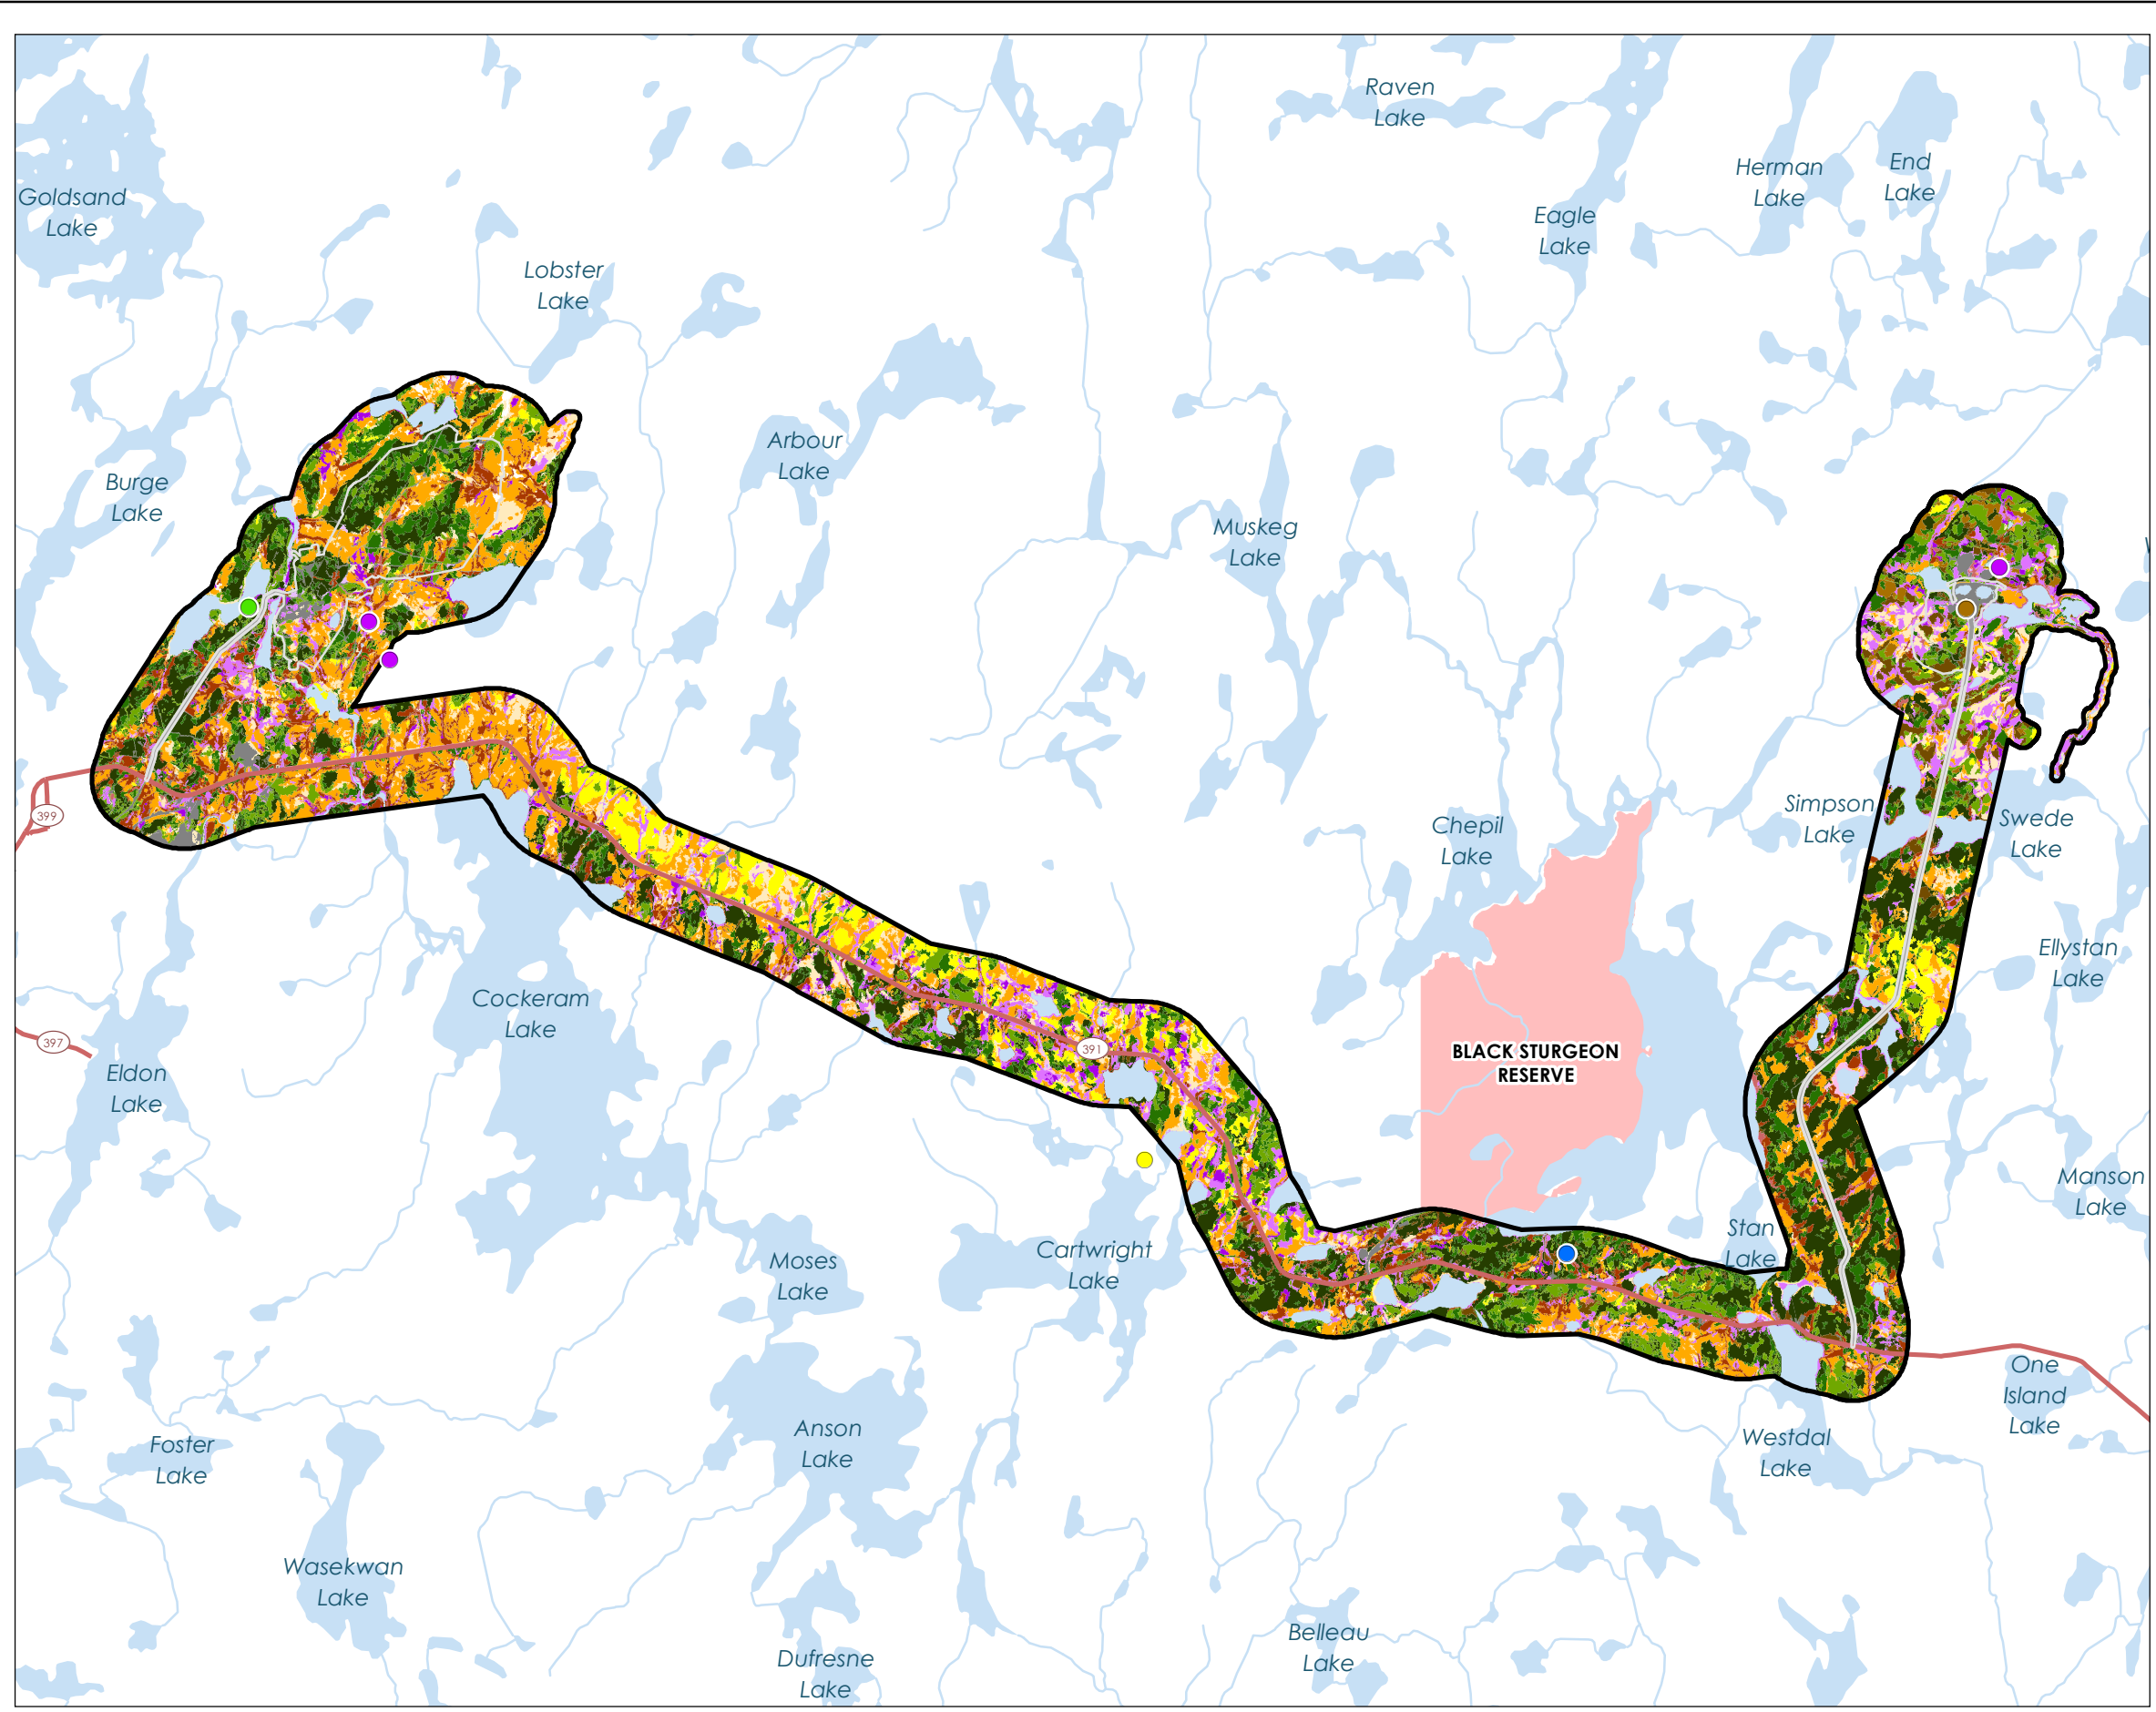 Raven
Lake
Herman
Lake
End
Lake
Goldsand
Lake
Eagle
Lake
Lobster
Lake
Arbour
Lake
Burge
Lake
Muskeg
Lake
399
Simpson
Lake
Swede
Lake
Chepil
Lake
Ellystan
Lake
Cockeram
Lake
397
391
BLACK STURGEON
RESERVE
Eldon
Lake
Manson
Lake
Stan
Lake
Cartwright
Lake
Moses
Lake
One
Island
Lake
Anson
Lake
Westdal
Lake
Foster
Lake
Wasekwan
Lake
Belleau
Lake
Dufresne
Lake